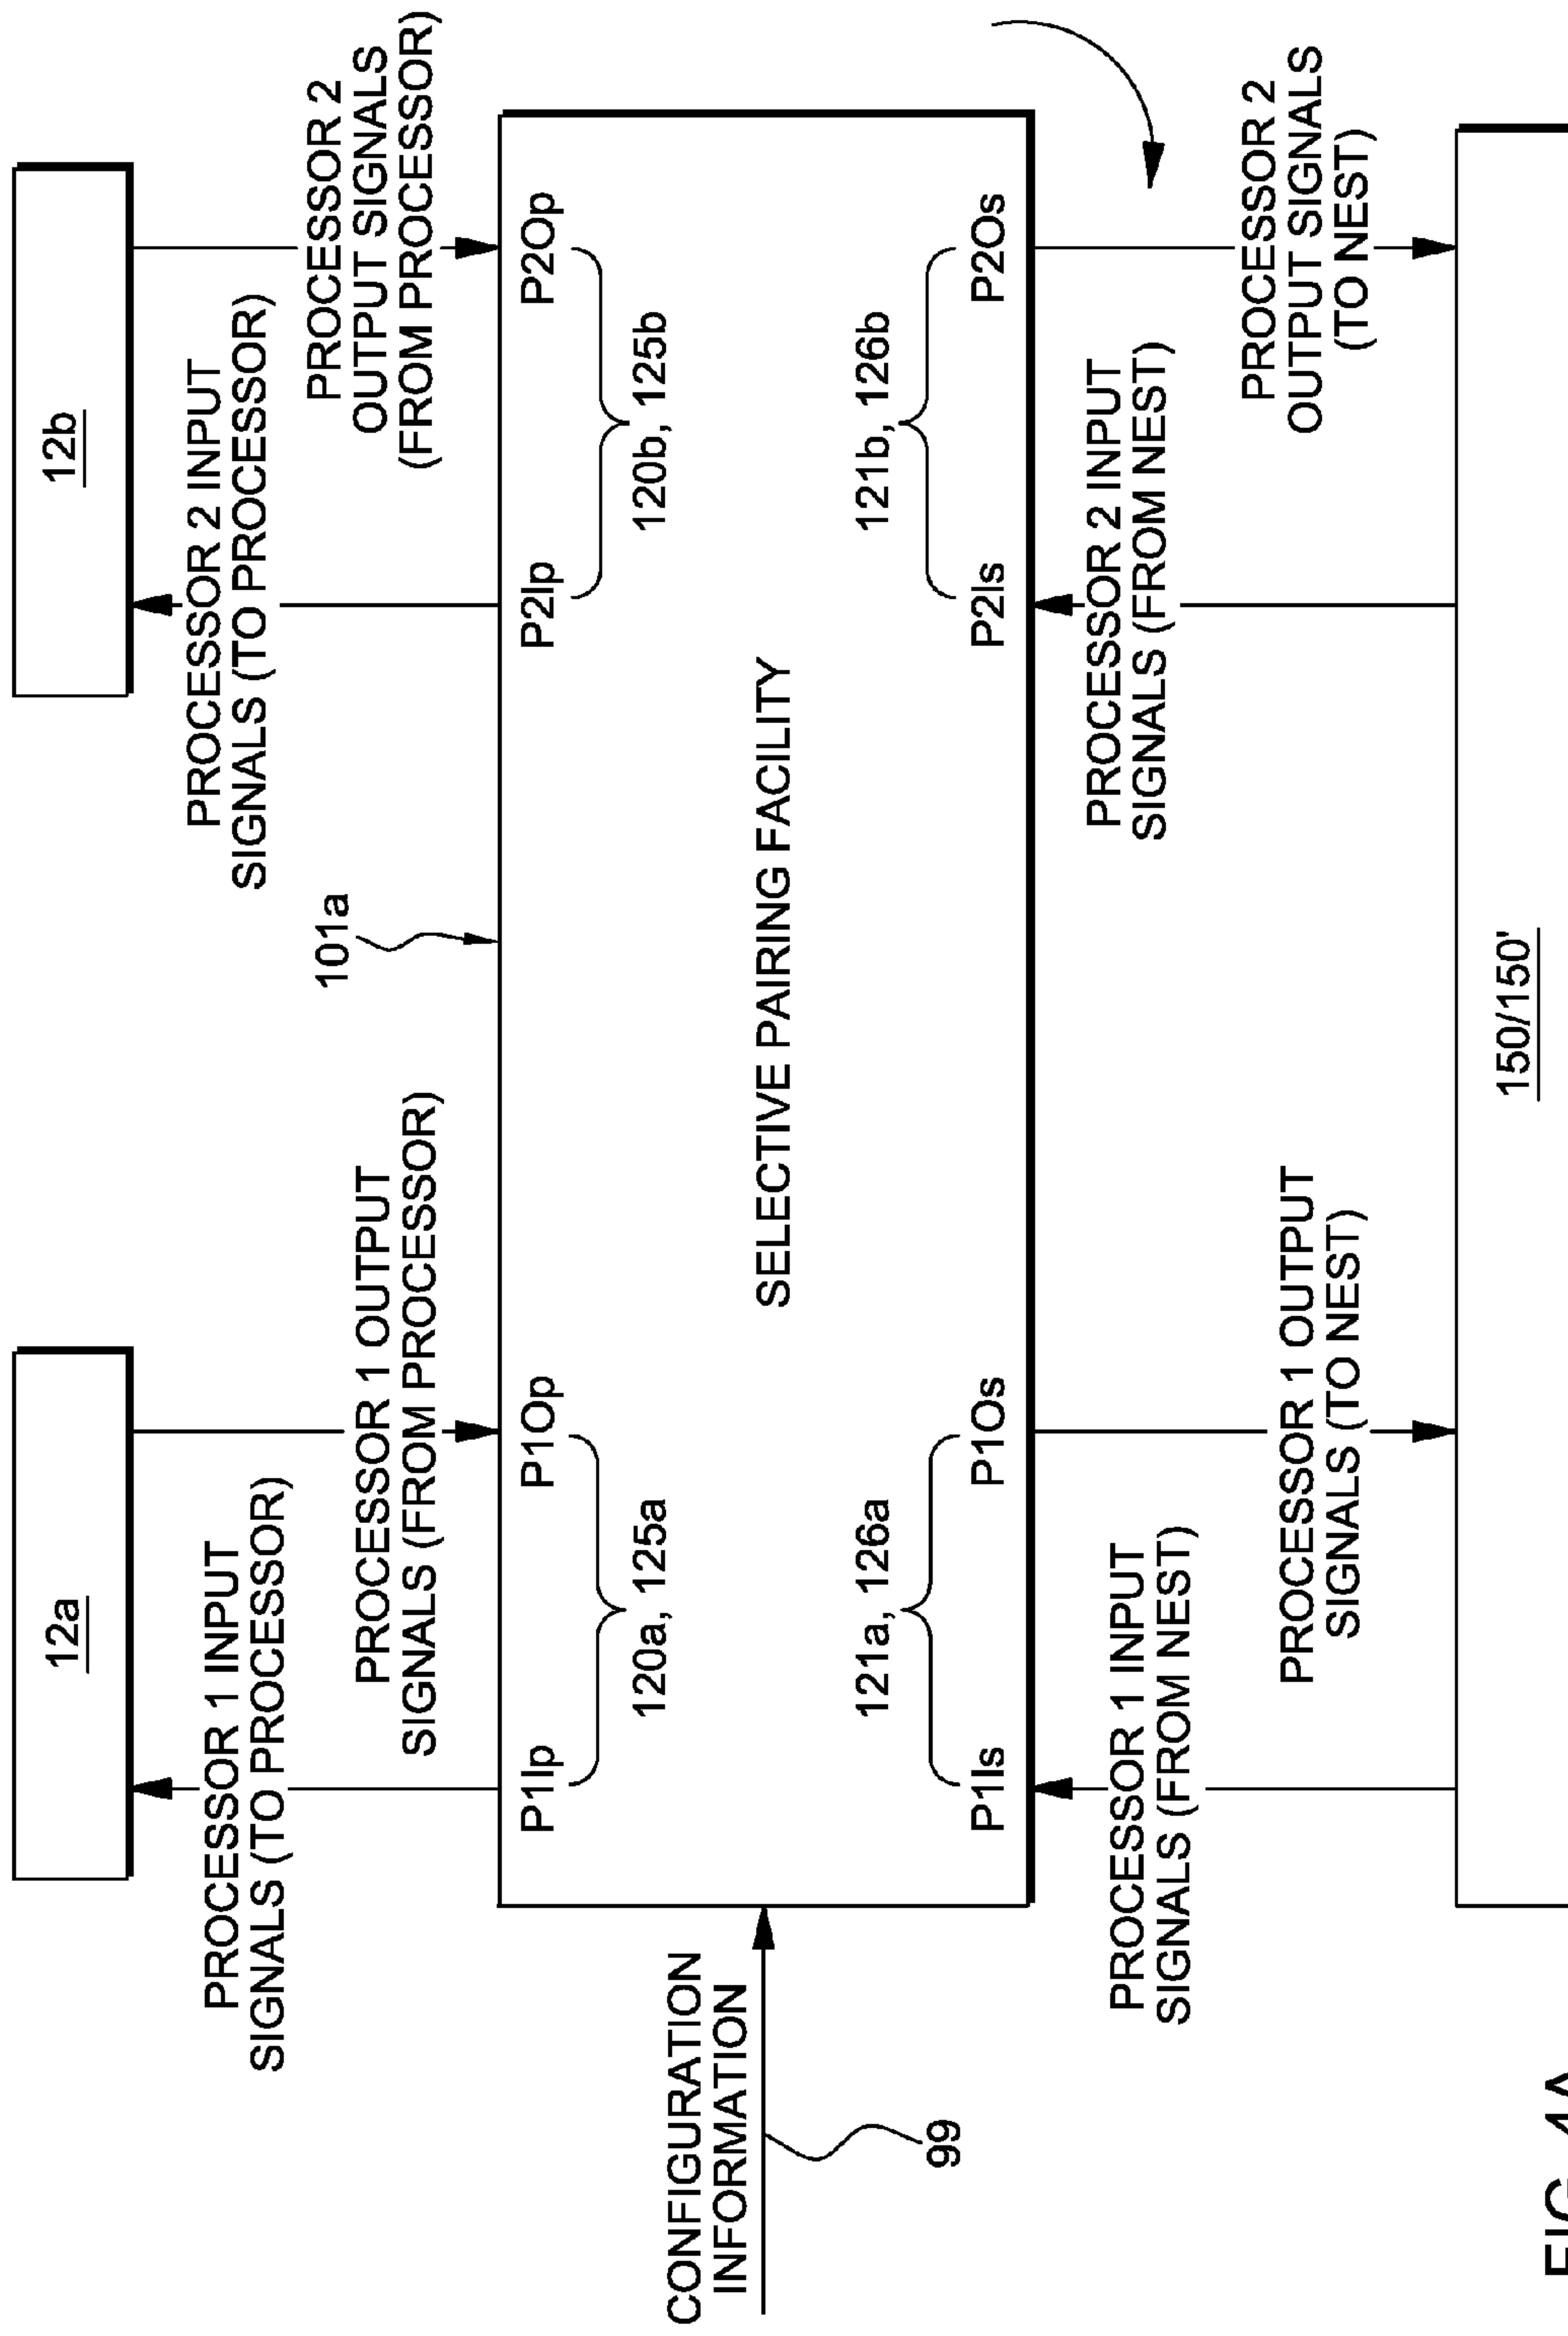 12a
12b
PROCESSOR 1 INPUT
SIGNALS (TO PROCESSOR)
PROCESSOR 1 OUTPUT
SIGNALS (FROM PROCESSOR)
101a
PROCESSOR 2 INPUT
SIGNALS (TO PROCESSOR)
PROCESSOR 2
OUTPUT SIGNALS
(FROM PROCESSOR)
P1Ip
P1Op
P2Ip
P2Op
120a, 125a
120b, 125b
CONFIGURATION
INFORMATION
99
SELECTIVE PAIRING FACILITY
121a, 126a
121b, 126b
P1Is
P1Os
P2Is
P2Os
PROCESSOR 1 INPUT
SIGNALS (FROM NEST)
PROCESSOR 1 OUTPUT
SIGNALS (TO NEST)
PROCESSOR 2 INPUT
SIGNALS (FROM NEST)
PROCESSOR 2
OUTPUT SIGNALS
(TO NEST)
150/150'
FIG. 4A